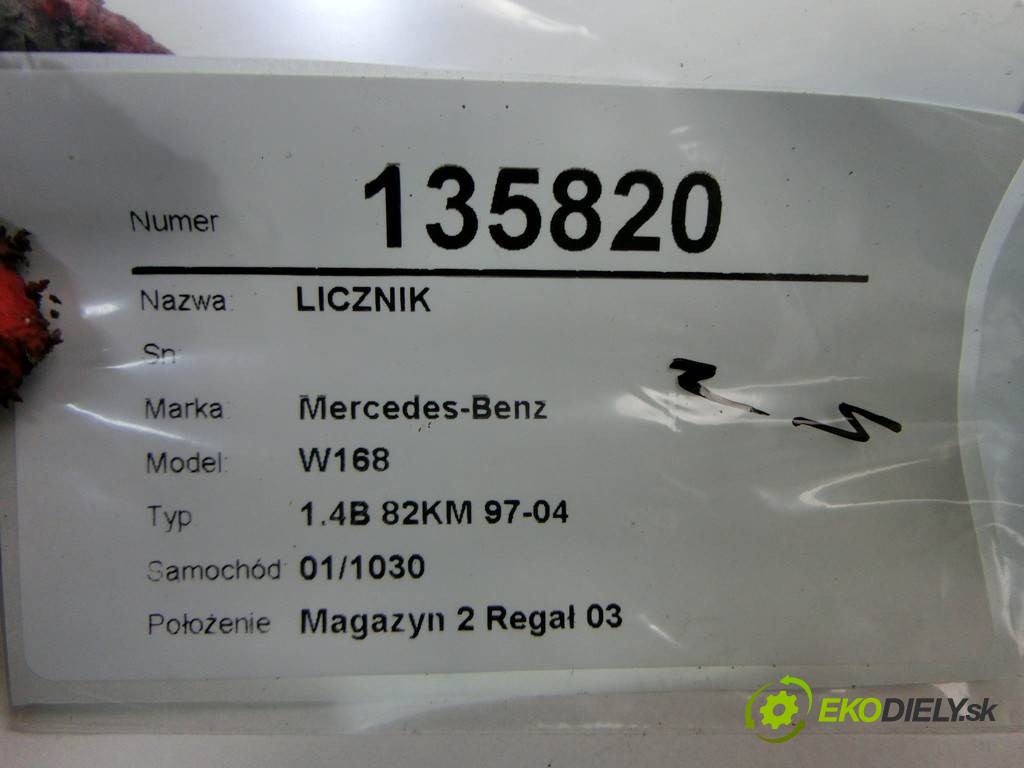 Numer 135820
Nazwa: LICZNIK
Sn:
Marka Mercedes-Benz
Model: W168
Typ 1.4B 82KM 97-04
Samochód 01/1030
Położenie Magazyn 2 Regał 03
EKODIELY.sk